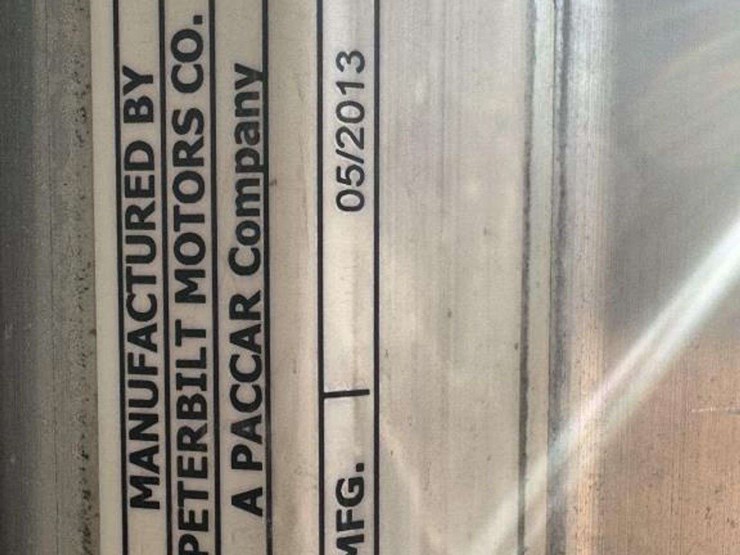 MANUFACTURED BY
PETERBILT MOTORS CO.
A PACCAR Company
MFG. 05/2013